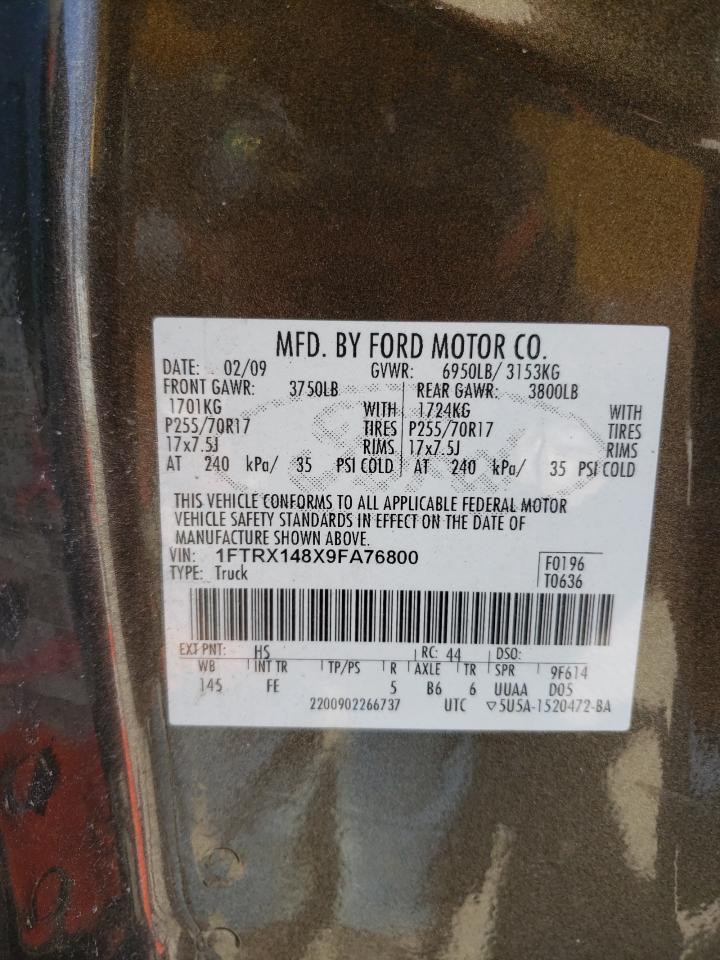 MFD. BY FORD MOTOR CO.
DATE: 02/09 GVWR: 6950LB/ 3153KG
FRONT GAWR: 3750LB REAR GAWR: 3800LB
1701KG WITH 1724KG WITH
P255/70R17 TIRES P255/70R17 TIRES
17x7.5J RIMS 17x7.5J RIMS
AT 240 kPa/ 35 PSI COLD AT 240 kPa/ 35 PSI COLD
THIS VEHICLE CONFORMS TO ALL APPLICABLE FEDERAL MOTOR
VEHICLE SAFETY STANDARDS IN EFFECT ON THE DATE OF
MANUFACTURE SHOWN ABOVE.
VIN: 1FTRX148X9FA76800 F0196
TYPE: Truck T0636
EXT PNT: HS RC: 44 DSO:
WB INT TR TP/PS R AXLE TR SPR 9F614
145 FE 5 B6 6 UUAA D05
2200902266737 UTC ▽5U5A-1520472-BA